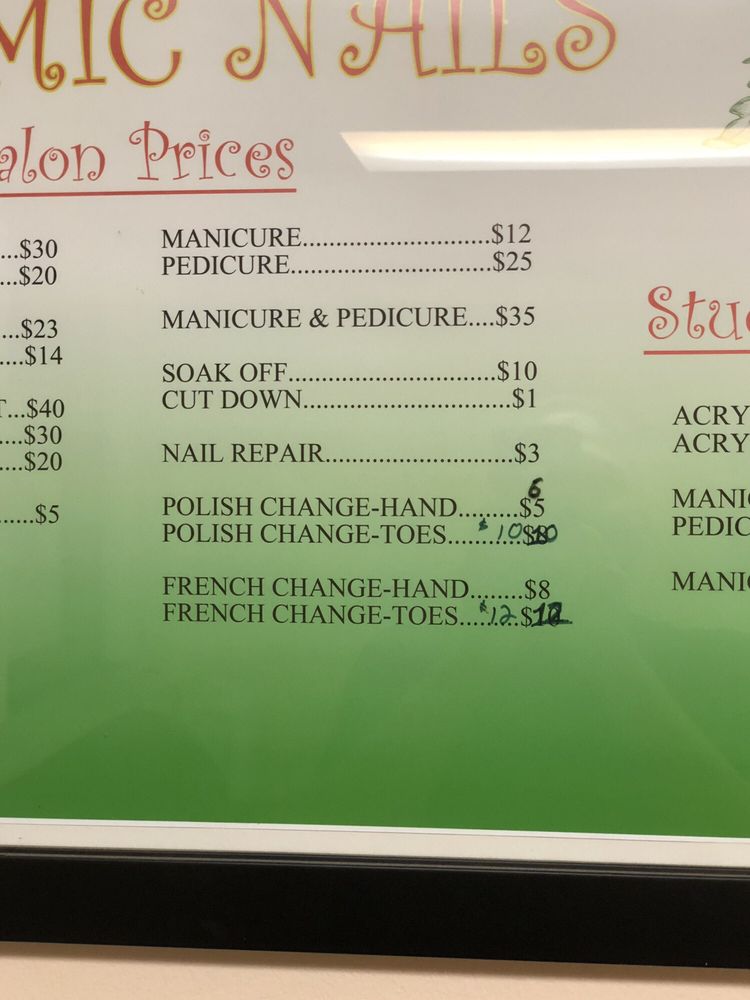 MIC NAILS
alon Prices
...$30
...$20
...$23
....$14
T...$40
....$30
....$20
......$5
MANICURE............................$12
PEDICURE..............................$25
MANICURE & PEDICURE....$35
SOAK OFF...............................$10
CUT DOWN...............................$1
NAIL REPAIR............................$3
6
POLISH CHANGE-HAND.........$5
POLISH CHANGE-TOES.......... $10 $10
FRENCH CHANGE-HAND........$8
FRENCH CHANGE-TOES......... $12 $12
Stu
ACRY
ACRY
MANI
PEDIC
MANI